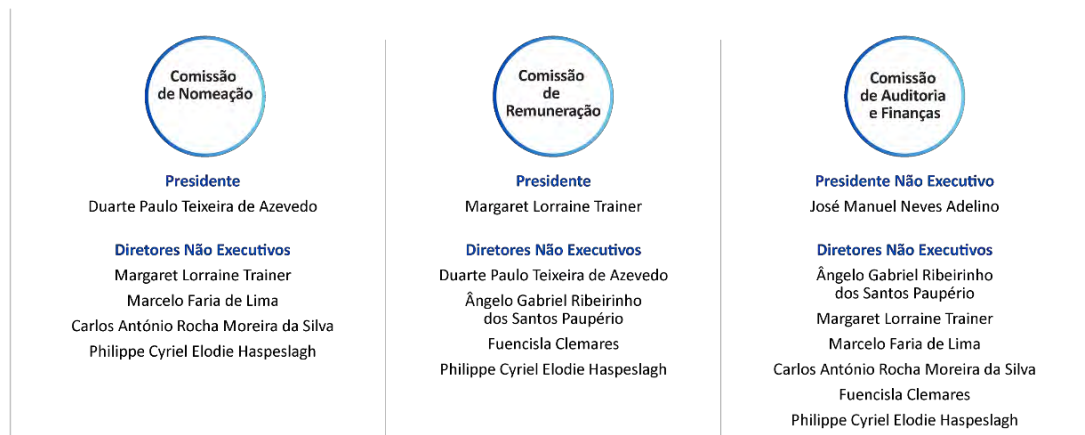 Comissão
de Nomeação
Presidente
Duarte Paulo Teixeira de Azevedo
Diretores Não Executivos
Margaret Lorraine Trainer
Marcelo Faria de Lima
Carlos António Rocha Moreira da Silva
Philippe Cyriel Elodie Haspeslagh
Comissão
de
Remuneração
Presidente
Margaret Lorraine Trainer
Diretores Não Executivos
Duarte Paulo Teixeira de Azevedo
Ângelo Gabriel Ribeirinho
dos Santos Paupério
Fuencisla Clemares
Philippe Cyriel Elodie Haspeslagh
Comissão
de Auditoria
e Finanças
Presidente Não Executivo
José Manuel Neves Adelino
Diretores Não Executivos
Ângelo Gabriel Ribeirinho
dos Santos Paupério
Margaret Lorraine Trainer
Marcelo Faria de Lima
Carlos António Rocha Moreira da Silva
Fuencisla Clemares
Philippe Cyriel Elodie Haspeslagh